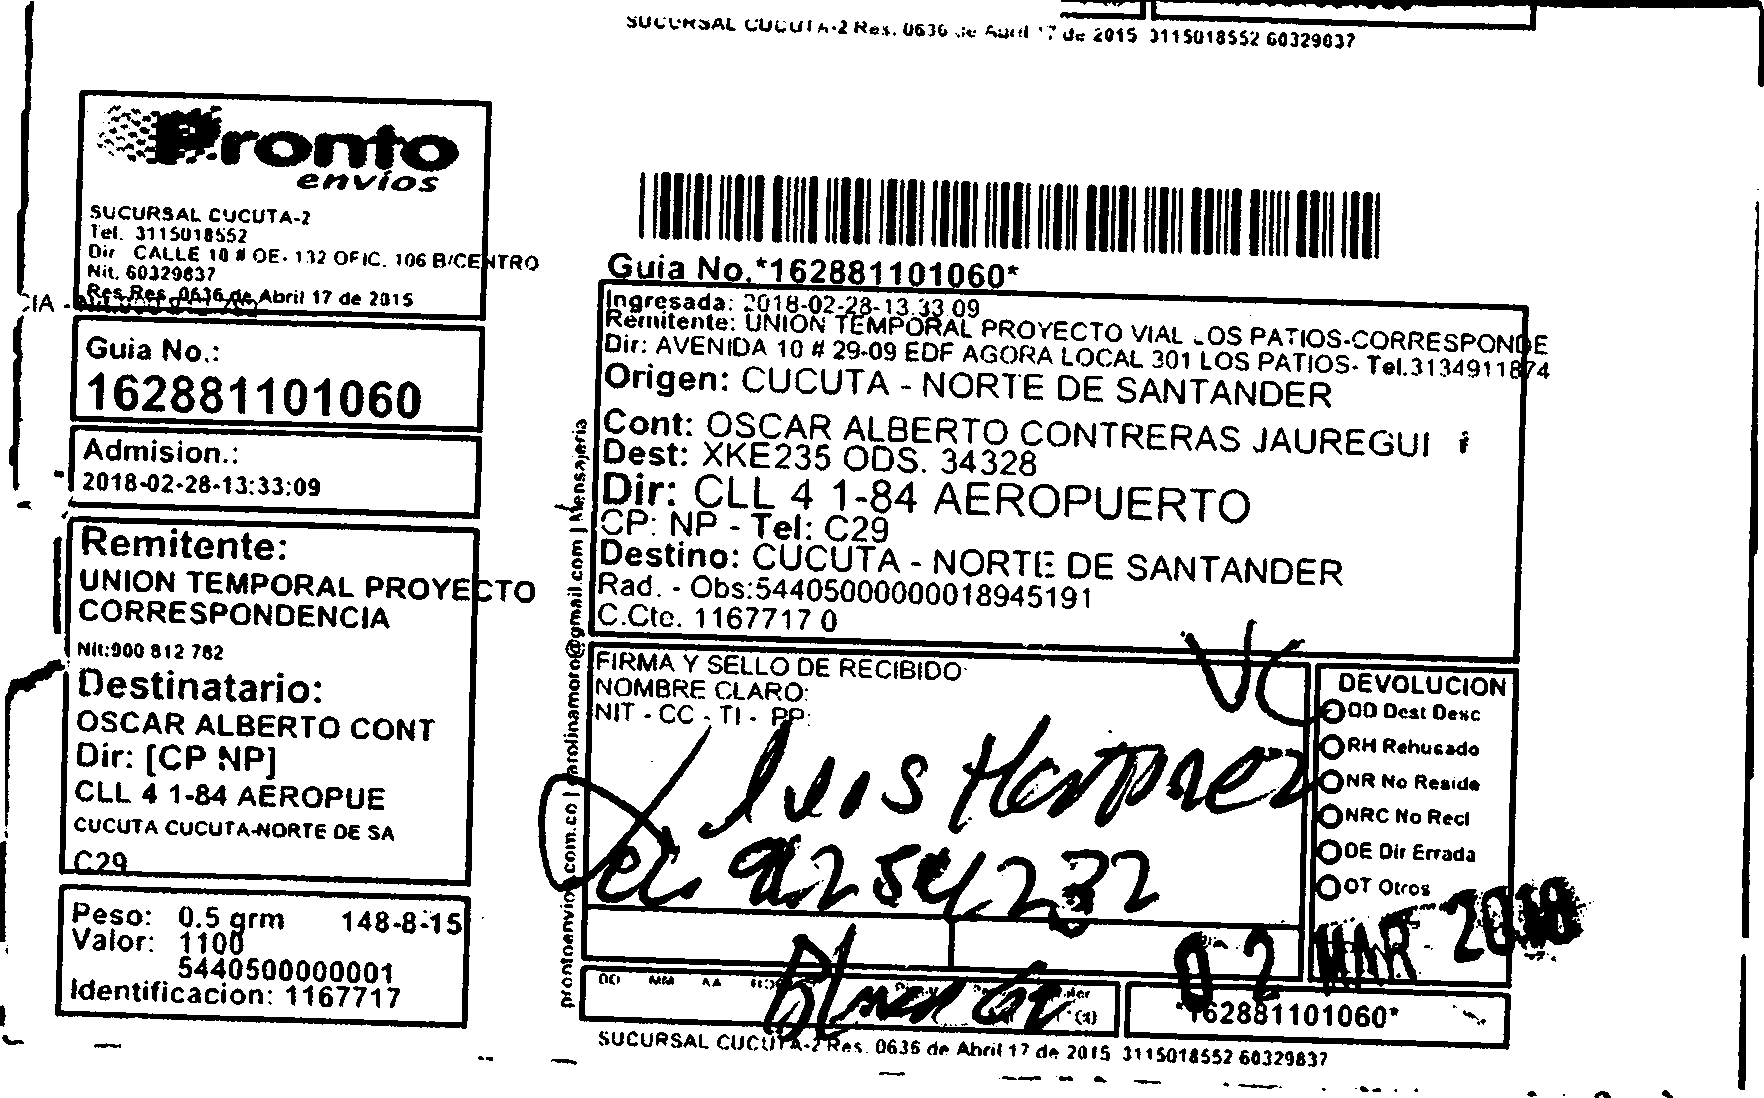 SUCURSAL CUCUTA-2 Res. 0636 de Abril 17 de 2015 3115018552 60329837
Pronto
envios
SUCURSAL CUCUTA-2
Tel. 3115018552
Dir CALLE 10 # OE- 132 OFIC. 106 B/CENTRO
Nit. 60329837
Res.Res. 0636 de Abril 17 de 2015
Guia No.:
162881101060
Admision.:
2018-02-28-13:33:09
Remitente:
UNION TEMPORAL PROYECTO
CORRESPONDENCIA
Nit:900 812 782
Destinatario:
OSCAR ALBERTO CONT
Dir: [CP NP]
CLL 4 1-84 AEROPUE
CUCUTA CUCUTA-NORTE DE SA
C29
Peso: 0.5 grm 148-8-15
Valor: 1100
5440500000001
Identificacion: 1167717
prontoenvios.com.co | carolinamoro@gmail.com | Mensajeria
Guia No.*162881101060*
Ingresada: 2018-02-28-13.33 09
Remitente: UNION TEMPORAL PROYECTO VIAL LOS PATIOS-CORRESPONDE
Dir: AVENIDA 10 # 29-09 EDF AGORA LOCAL 301 LOS PATIOS- Tel.3134911874
Origen: CUCUTA - NORTE DE SANTANDER
Cont: OSCAR ALBERTO CONTRERAS JAUREGUI
Dest: XKE235 ODS. 34328
Dir: CLL 4 1-84 AEROPUERTO
CP: NP - Tel: C29
Destino: CUCUTA - NORTE DE SANTANDER
Rad. - Obs:54405000000018945191
C.Cte. 1167717 0
FIRMA Y SELLO DE RECIBIDO
NOMBRE CLARO:
NIT - CC - TI - PP:
Luis
DEVOLUCION
DD Dest Desc
RH Rehusado
NR No Reside
NRC No Recl
DE Dir Errada
OT Otros
02 MAR 2018
DD MM AA
*162881101060*
SUCURSAL CUCUTA-2 Res. 0636 de Abril 17 de 2015 3115018552 60329837